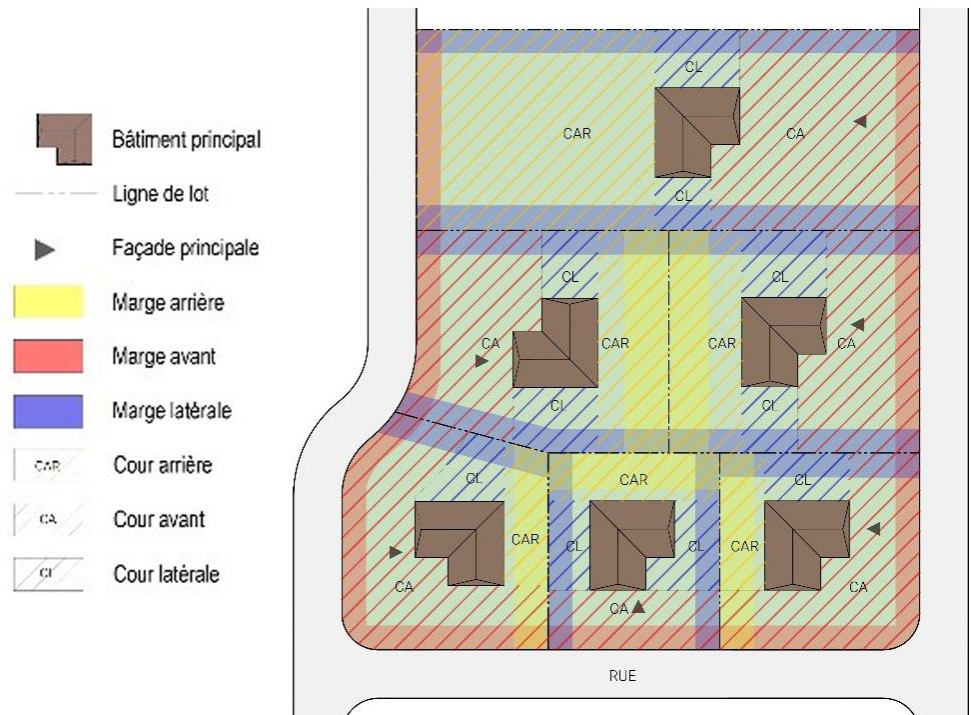 Bâtiment principal
Ligne de lot
Façade principale
Marge arrière
Marge avant
Marge latérale
CAR Cour arrière
CA Cour avant
CL Cour latérale
CL
CAR CA
CL
CL CL
CA CAR CAR CA
CL CL
CL CAR CL
CAR CL CL CAR
CA CA CA
RUE